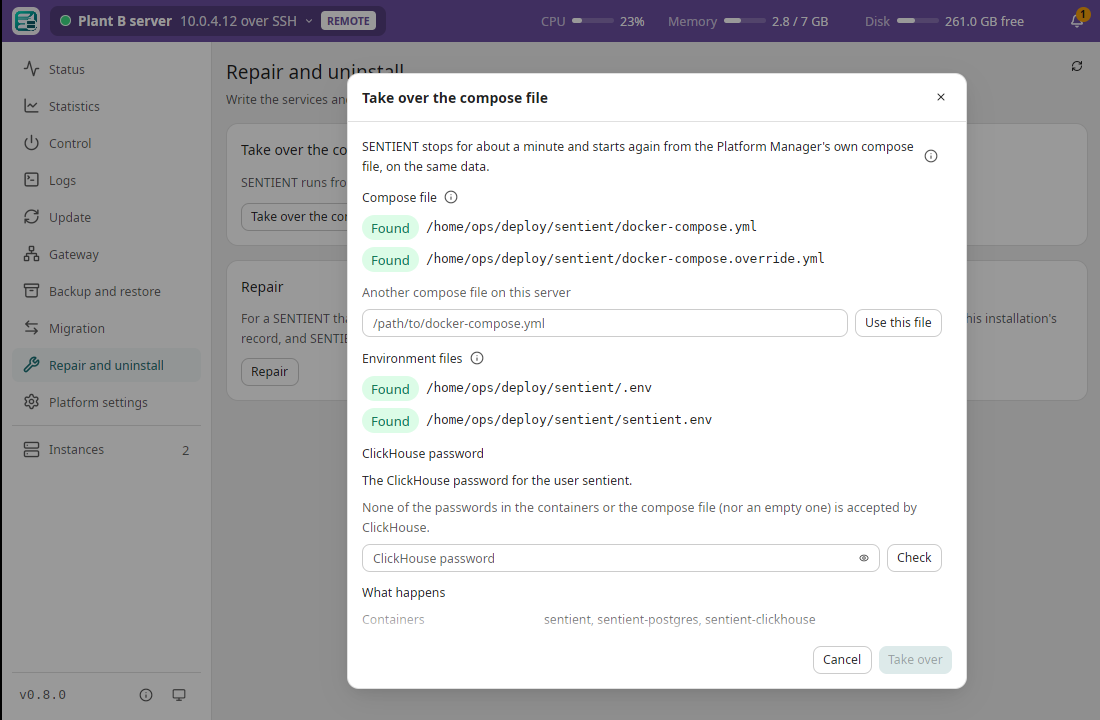 Plant B server 10.0.4.12 over SSH REMOTE
CPU 23% Memory 2.8 / 7 GB Disk 261.0 GB free
1
Status
Statistics
Control
Logs
Update
Gateway
Backup and restore
Migration
Repair and uninstall
Platform settings
Instances 2
v0.8.0
Repair and uninstall
Write the services an
Take over the co
SENTIENT runs fro
Take over the cor
Repair
For a SENTIENT tha
his installation's
record, and SENTIE
Repair
Take over the compose file
SENTIENT stops for about a minute and starts again from the Platform Manager's own compose
file, on the same data.
Compose file
Found /home/ops/deploy/sentient/docker-compose.yml
Found /home/ops/deploy/sentient/docker-compose.override.yml
Another compose file on this server
/path/to/docker-compose.yml Use this file
Environment files
Found /home/ops/deploy/sentient/.env
Found /home/ops/deploy/sentient/sentient.env
ClickHouse password
The ClickHouse password for the user sentient.
None of the passwords in the containers or the compose file (nor an empty one) is accepted by
ClickHouse.
ClickHouse password Check
What happens
Containers sentient, sentient-postgres, sentient-clickhouse
Cancel Take over